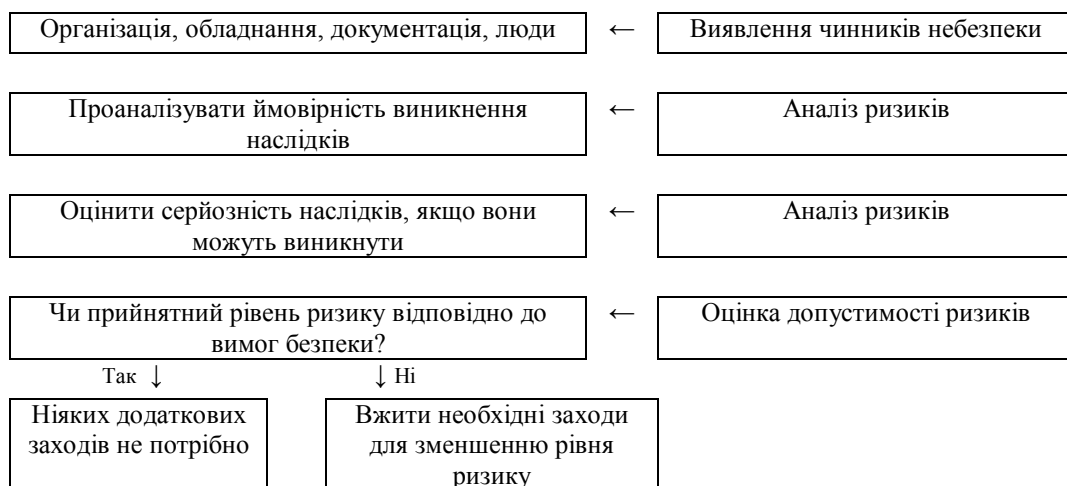 Організація, обладнання, документація, люди ← Виявлення чинників небезпеки
Проаналізувати ймовірність виникнення
наслідків
← Аналіз ризиків
Оцінити серйозність наслідків, якщо вони
можуть виникнути
← Аналіз ризиків
Чи прийнятний рівень ризику відповідно до
вимог безпеки?
← Оцінка допустимості ризиків
Так ↓
↓ Ні
Ніяких додаткових
заходів не потрібно
Вжити необхідні заходи
для зменшенню рівня
ризику